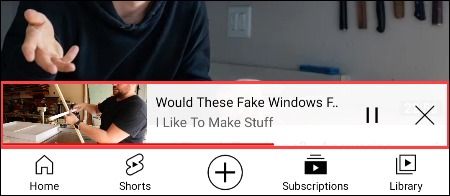 Would These Fake Windows F..
I Like To Make Stuff
Home
Shorts
Subscriptions
Library